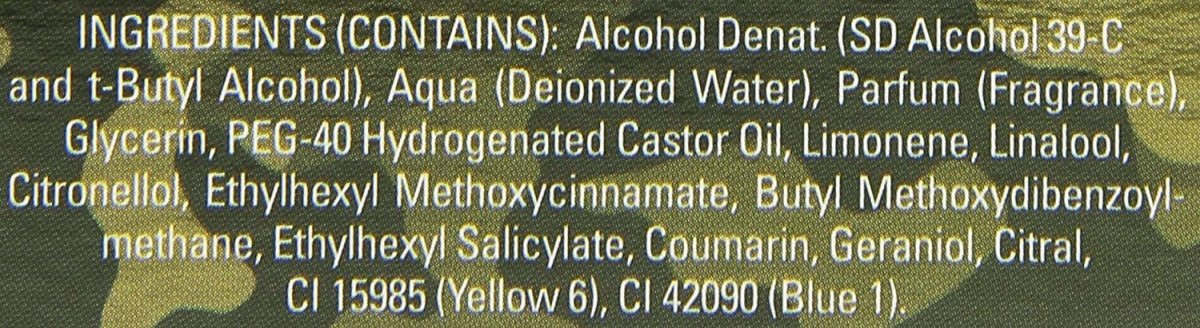 INGREDIENTS (CONTAINS): Alcohol Denat. (SD Alcohol 39-C
and t-Butyl Alcohol), Aqua (Deionized Water), Parfum (Fragrance),
Glycerin, PEG-40 Hydrogenated Castor Oil, Limonene, Linalool,
Citronellol, Ethylhexyl Methoxycinnamate, Butyl Methoxydibenzoyl-
methane, Ethylhexyl Salicylate, Coumarin, Geraniol, Citral,
CI 15985 (Yellow 6), CI 42090 (Blue 1).